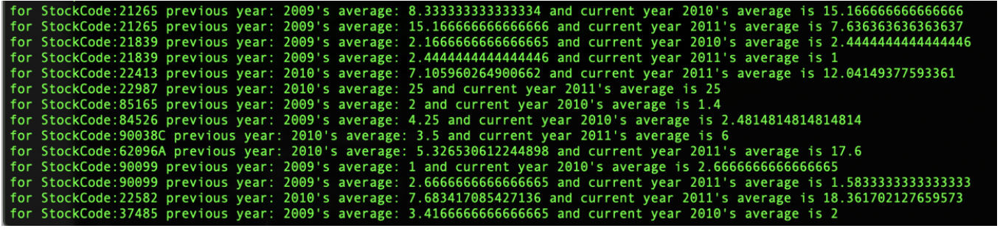 for StockCode:21265 previous year: 2009's average: 8.333333333333334 and current year 2010's average is 15.166666666666666
for StockCode:21265 previous year: 2009's average: 15.166666666666666 and current year 2011's average is 7.636363636363637
for StockCode:21839 previous year: 2009's average: 2.1666666666666665 and current year 2010's average is 2.4444444444444446
for StockCode:21839 previous year: 2009's average: 2.4444444444444446 and current year 2011's average is 1
for StockCode:22413 previous year: 2010's average: 7.105960264900662 and current year 2011's average is 12.04149377593361
for StockCode:22987 previous year: 2010's average: 25 and current year 2011's average is 25
for StockCode:85165 previous year: 2009's average: 2 and current year 2010's average is 1.4
for StockCode:84526 previous year: 2009's average: 4.25 and current year 2010's average is 2.4814814814814814
for StockCode:90038C previous year: 2010's average: 3.5 and current year 2011's average is 6
for StockCode:62096A previous year: 2010's average: 5.326530612244898 and current year 2011's average is 17.6
for StockCode:90099 previous year: 2009's average: 1 and current year 2010's average is 2.6666666666666665
for StockCode:90099 previous year: 2009's average: 2.6666666666666665 and current year 2011's average is 1.5833333333333333
for StockCode:22582 previous year: 2010's average: 7.683417085427136 and current year 2011's average is 18.361702127659573
for StockCode:37485 previous year: 2009's average: 3.4166666666666665 and current year 2010's average is 2